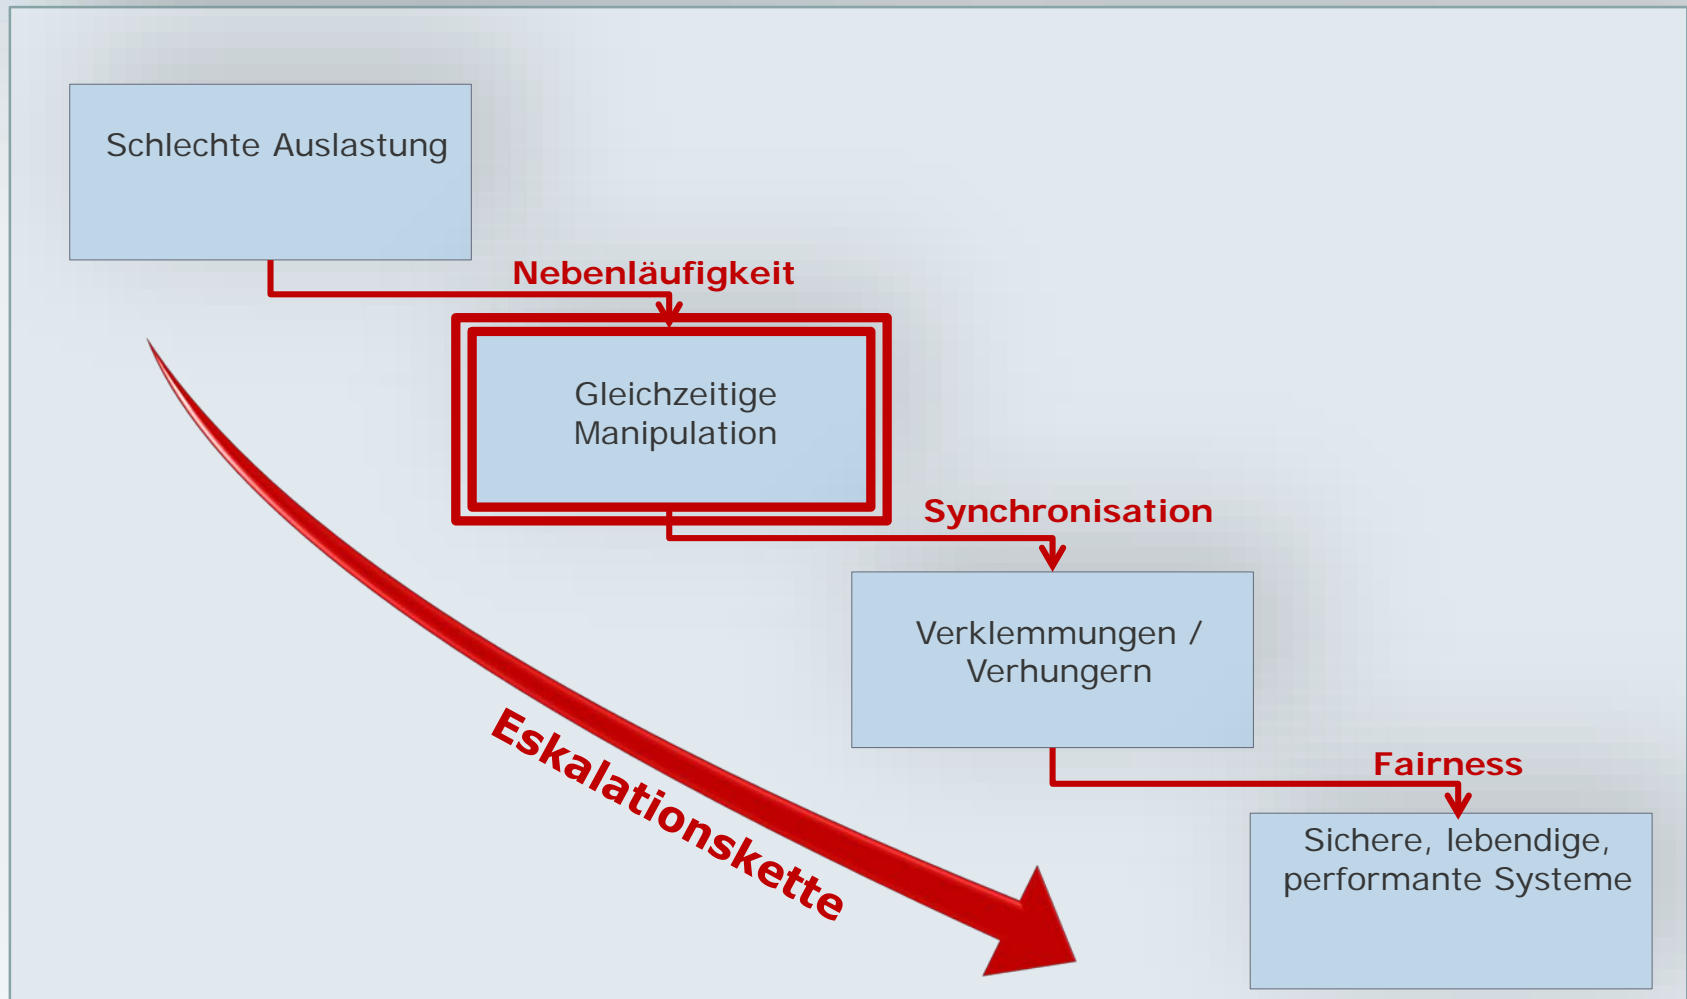 Schlechte Auslastung
Nebenläufigkeit
Gleichzeitige
Manipulation
Synchronisation
Verklemmungen /
Verhungern
Eskalationskette
Fairness
Sichere, lebendige,
performante Systeme